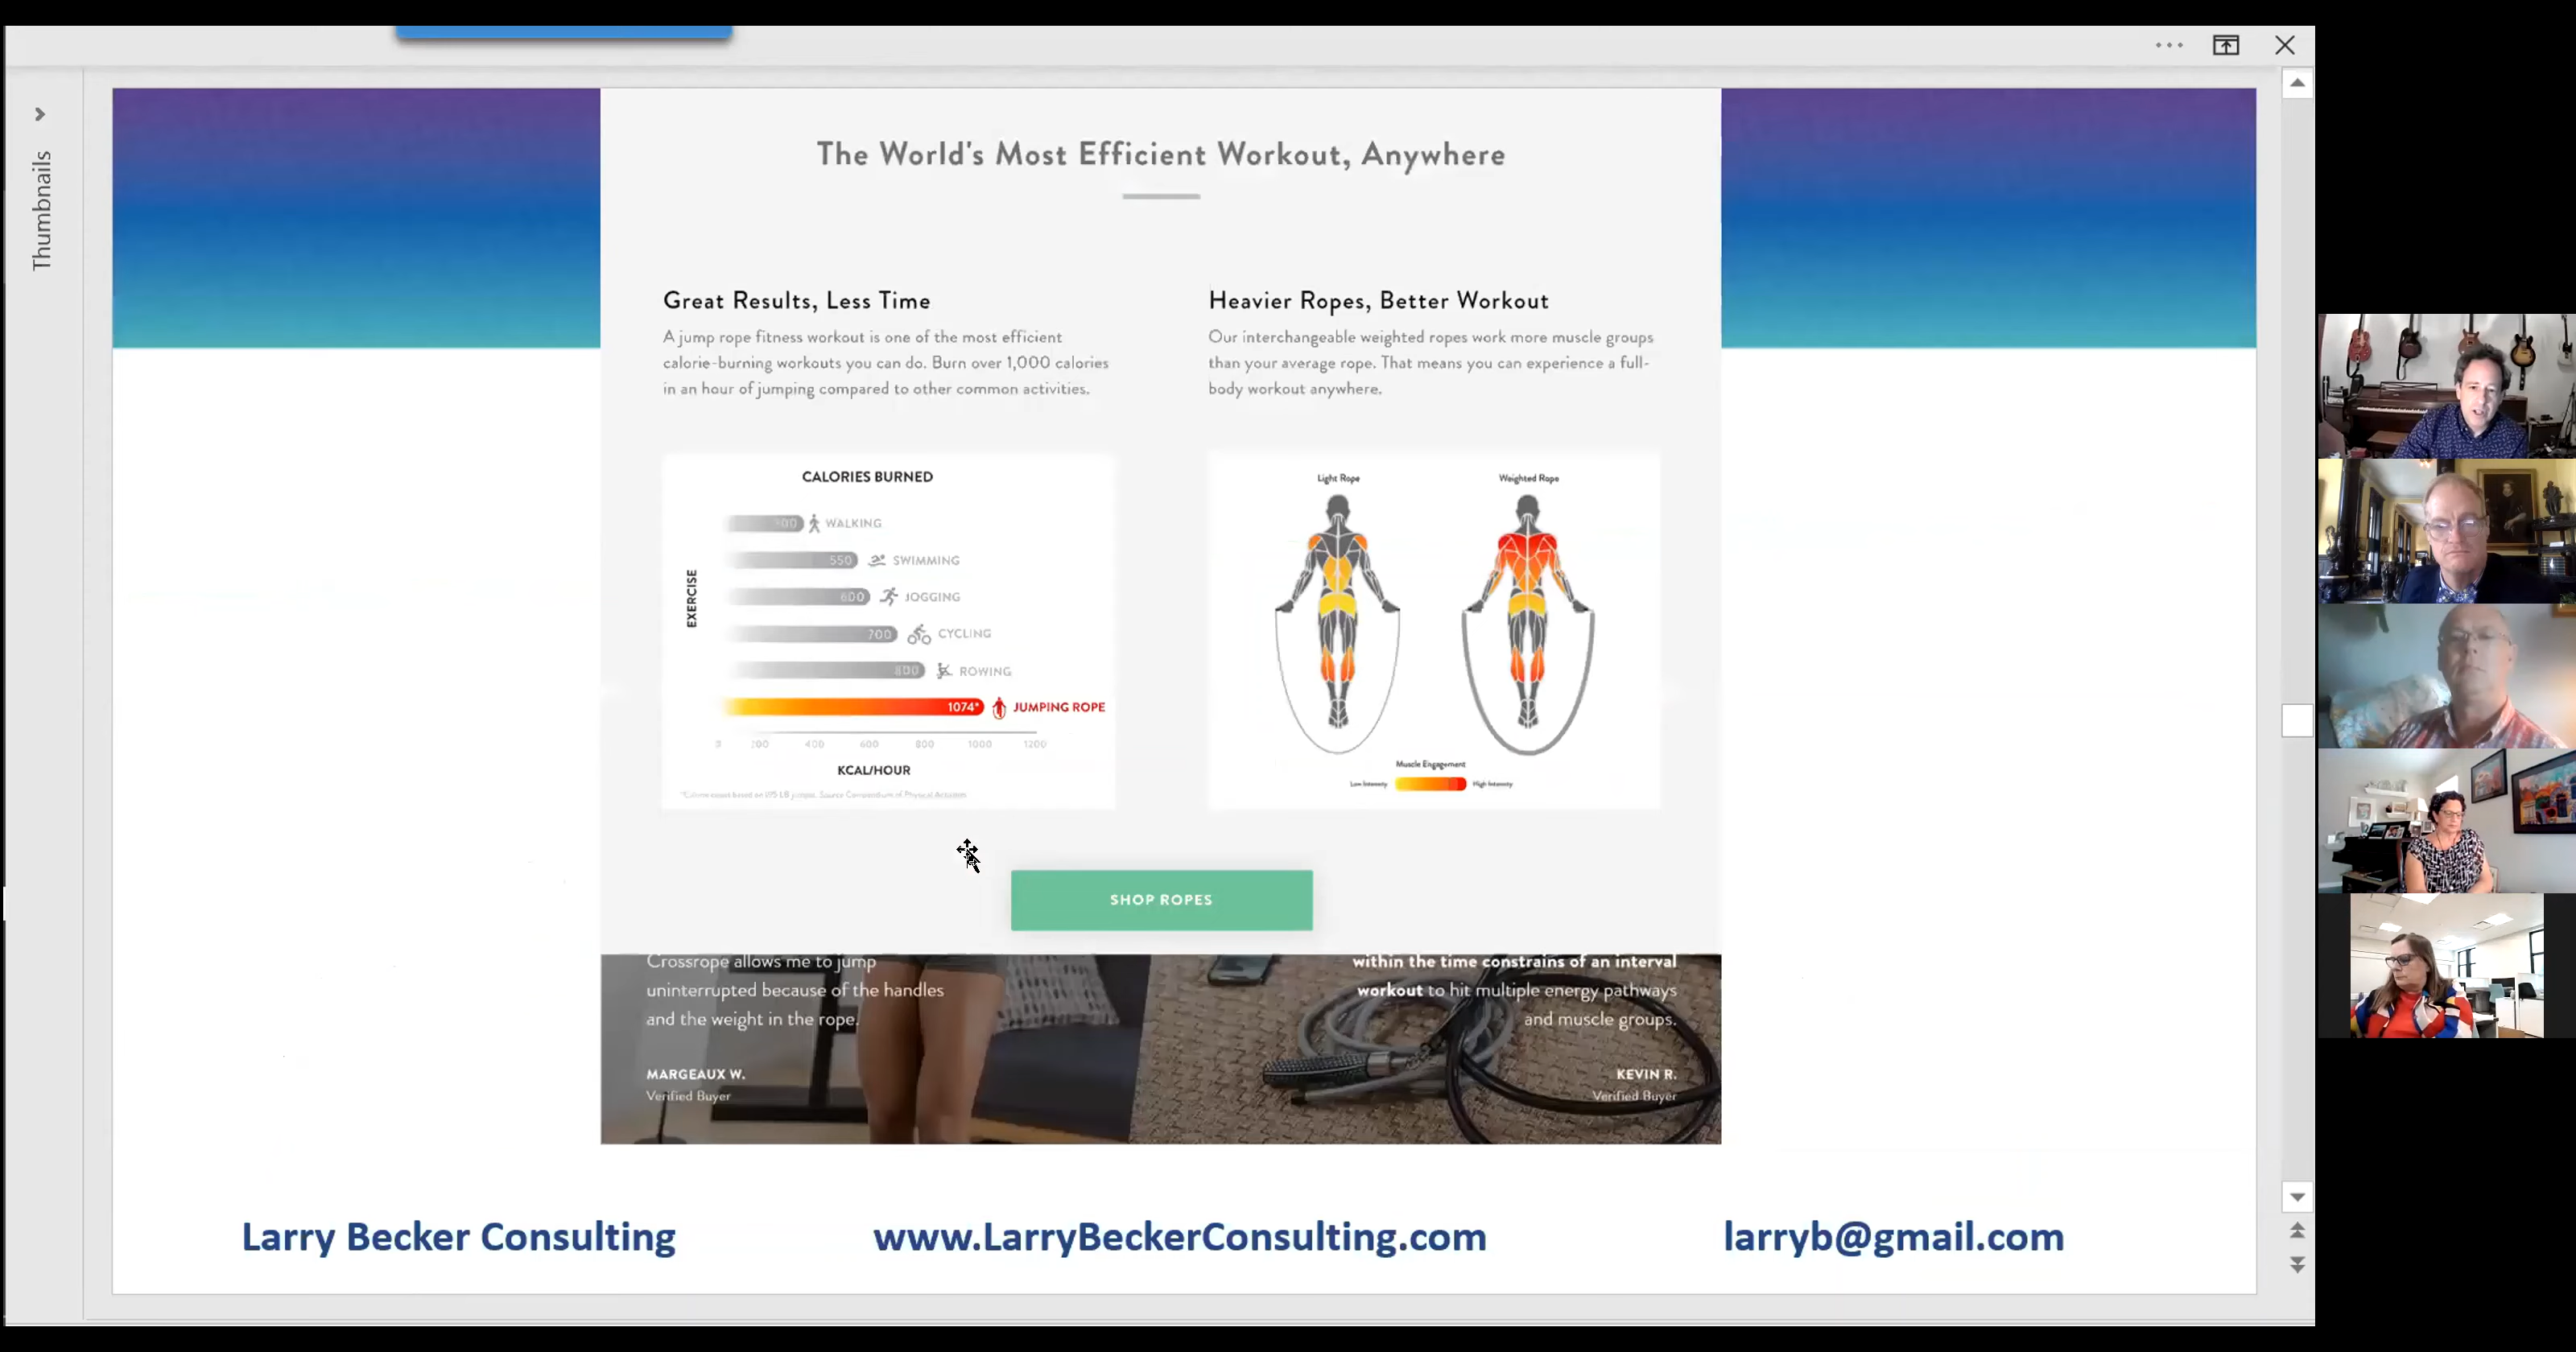 Thumbnails
The World's Most Efficient Workout, Anywhere
Great Results, Less Time
A jump rope fitness workout is one of the most efficient
calorie-burning workouts you can do. Burn over 1,000 calories
in an hour of jumping compared to other common activities.
Heavier Ropes, Better Workout
Our interchangeable weighted ropes work more muscle groups
than your average rope. That means you can experience a full-
body workout anywhere.
CALORIES BURNED
EXERCISE
WALKING
550 SWIMMING
600 JOGGING
700 CYCLING
800 ROWING
1074* JUMPING ROPE
200 400 600 800 1000 1200
KCAL/HOUR
Light Rope
Weighted Rope
Muscle Engagement
Low Intensity
High Intensity
SHOP ROPES
Crossrope allows me to jump
uninterrupted because of the handles
and the weight in the rope.
MARGEAUX W.
Verified Buyer
within the time constrains of an interval
workout to hit multiple energy pathways
and muscle groups.
KEVIN R.
Verified Buyer
Larry Becker Consulting
www.LarryBeckerConsulting.com
larryb@gmail.com